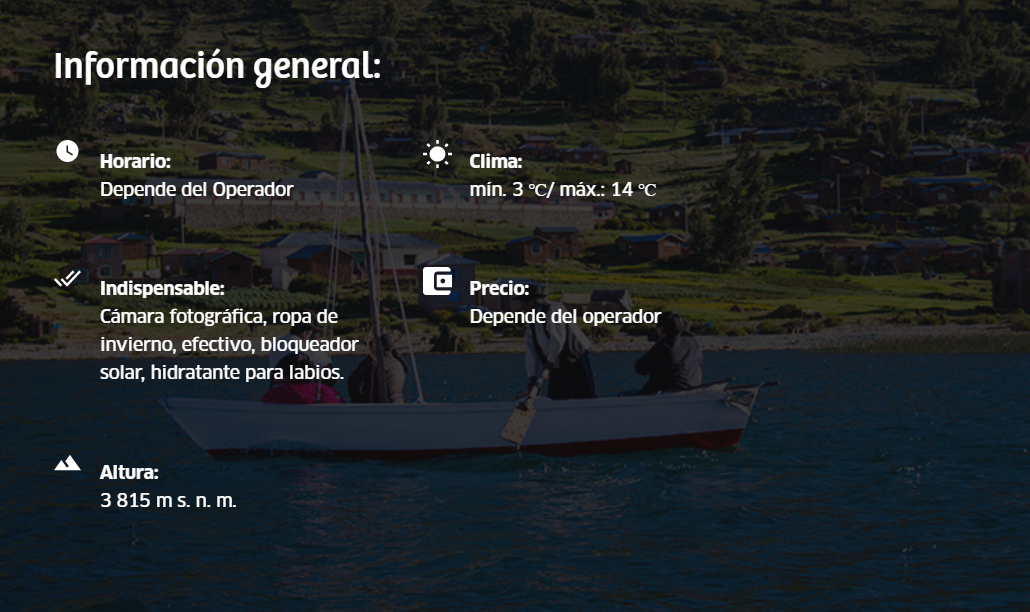 Información general:
Horario:
Depende del Operador
Clima:
mín. 3 °C/ máx.: 14 °C
Indispensable:
Cámara fotográfica, ropa de
invierno, efectivo, bloqueador
solar, hidratante para labios.
Precio:
Depende del operador
Altura:
3 815 m s. n. m.